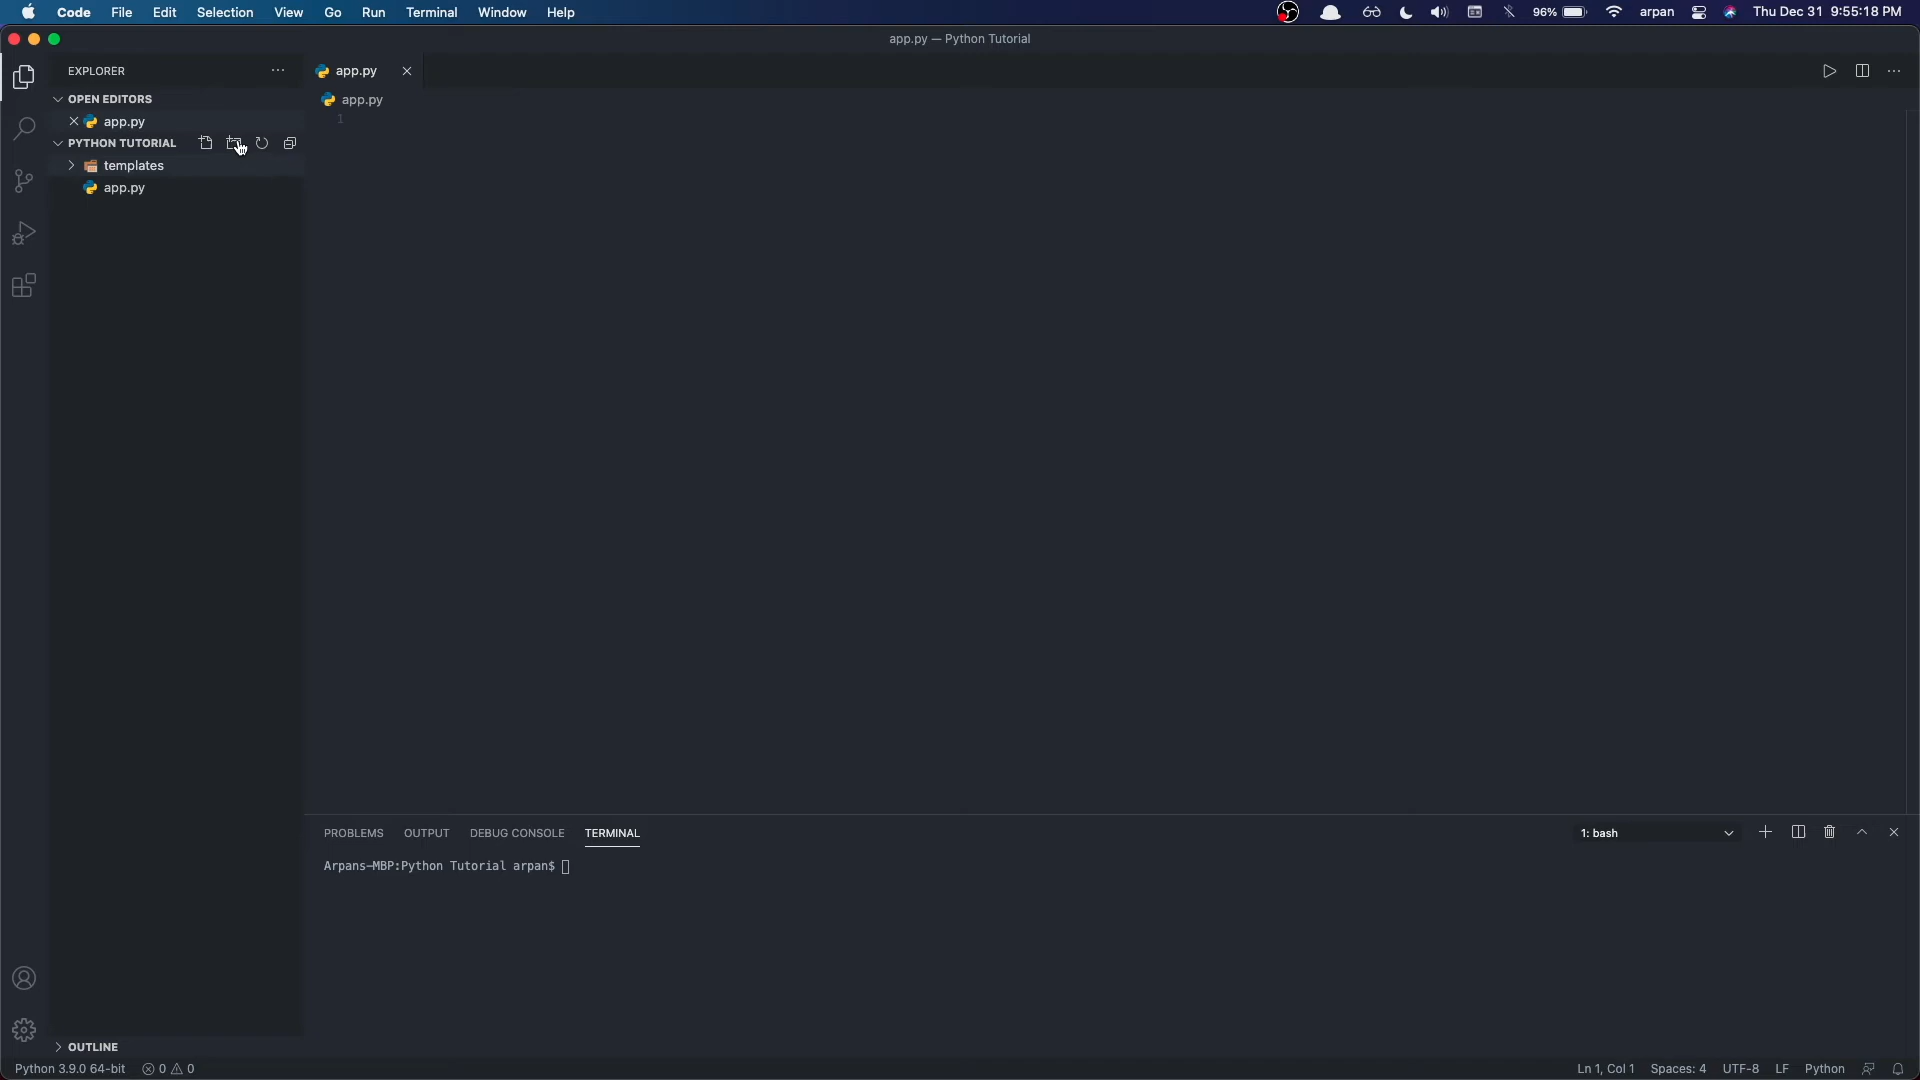 Code File Edit Selection View Go Run Terminal Window Help 96% arpan Thu Dec 31 9:55:18 PM
app.py — Python Tutorial
EXPLORER
app.py
OPEN EDITORS
app.py
app.py
1
PYTHON TUTORIAL
templates
app.py
PROBLEMS OUTPUT DEBUG CONSOLE TERMINAL 1: bash
Arpans-MBP:Python Tutorial arpan$
OUTLINE
Python 3.9.0 64-bit 0 0 Ln 1, Col 1 Spaces: 4 UTF-8 LF Python